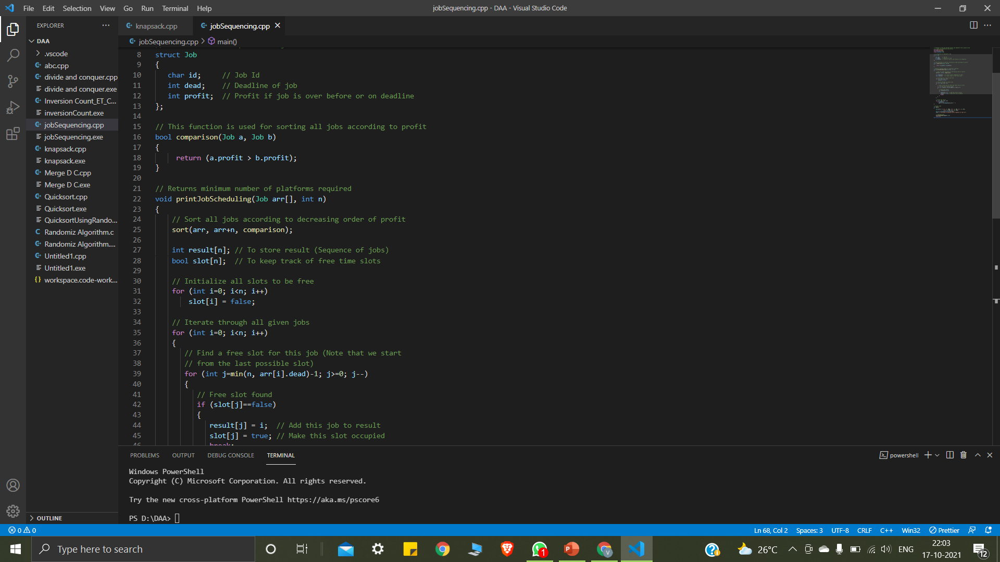 File Edit Selection View Go Run Terminal Help
jobSequencing.cpp - DAA - Visual Studio Code
EXPLORER
knapsack.cpp
jobSequencing.cpp
DAA
.vscode
abc.cpp
divide and conquer.cpp
divide and conquer.exe
Inversion Count_ET_C...
inversionCount.exe
jobSequencing.cpp
jobSequencing.exe
knapsack.cpp
knapsack.exe
Merge D C.cpp
Merge D C.exe
Quicksort.cpp
Quicksort.exe
QuicksortUsingRando...
Randomiz Algorithm.c
Randomiz Algorithm....
Untitled1.cpp
Untitled1.exe
workspace.code-work...
OUTLINE
jobSequencing.cpp > main()
8 struct Job
9 {
10 char id; // Job Id
11 int dead; // Deadline of job
12 int profit; // Profit if job is over before or on deadline
13 };
14
15 // This function is used for sorting all jobs according to profit
16 bool comparison(Job a, Job b)
17 {
18 return (a.profit > b.profit);
19 }
20
21 // Returns minimum number of platforms required
22 void printJobScheduling(Job arr[], int n)
23 {
24 // Sort all jobs according to decreasing order of profit
25 sort(arr, arr+n, comparison);
26
27 int result[n]; // To store result (Sequence of jobs)
28 bool slot[n]; // To keep track of free time slots
29
30 // Initialize all slots to be free
31 for (int i=0; i<n; i++)
32 slot[i] = false;
33
34 // Iterate through all given jobs
35 for (int i=0; i<n; i++)
36 {
37 // Find a free slot for this job (Note that we start
38 // from the last possible slot)
39 for (int j=min(n, arr[i].dead)-1; j>=0; j--)
40 {
41 // Free slot found
42 if (slot[j]==false)
43 {
44 result[j] = i; // Add this job to result
45 slot[j] = true; // Make this slot occupied
46 break;
PROBLEMS OUTPUT DEBUG CONSOLE TERMINAL
powershell
Windows PowerShell
Copyright (C) Microsoft Corporation. All rights reserved.
Try the new cross-platform PowerShell https://aka.ms/pscore6
PS D:\DAA>
0 0
Ln 68, Col 2 Spaces: 3 UTF-8 CRLF C++ Win32 Prettier
Type here to search
1
P
V
26°C
ENG
22:03
17-10-2021
12